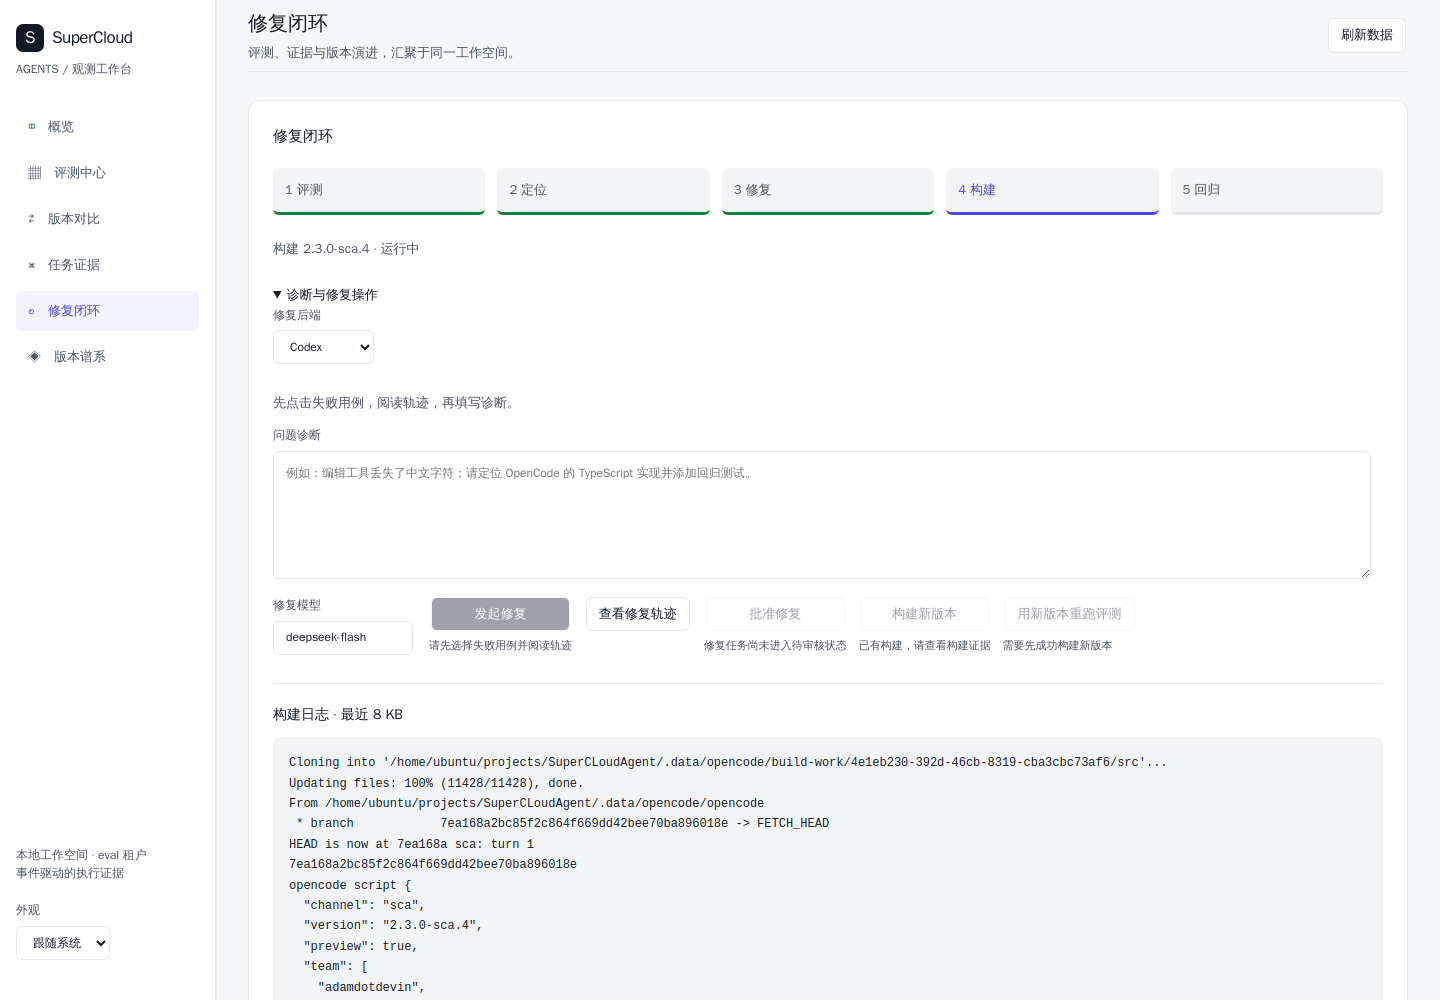 S SuperCloud
AGENTS / 观测工作台
概览
评测中心
版本对比
任务证据
修复闭环
版本谱系
本地工作空间 · eval 租户
事件驱动的执行证据
外观
跟随系统
修复闭环
评测、证据与版本演进，汇聚于同一工作空间。
刷新数据
修复闭环
1 评测
2 定位
3 修复
4 构建
5 回归
构建 2.3.0-sca.4 · 运行中
▼ 诊断与修复操作
修复后端
Codex
先点击失败用例，阅读轨迹，再填写诊断。
问题诊断
例如：编辑工具丢失了中文字符；请定位 OpenCode 的 TypeScript 实现并添加回归测试。
修复模型
deepseek-flash
发起修复
请先选择失败用例并阅读轨迹
查看修复轨迹
批准修复
修复任务尚未进入待审核状态
构建新版本
已有构建，请查看构建证据
用新版本重跑评测
需要先成功构建新版本
构建日志 · 最近 8 KB
Cloning into '/home/ubuntu/projects/SuperCLoudAgent/.data/opencode/build-work/4e1eb230-392d-46cb-8319-cba3cbc73af6/src'...
Updating files: 100% (11428/11428), done.
From /home/ubuntu/projects/SuperCLoudAgent/.data/opencode/opencode
 * branch            7ea168a2bc85f2c864f669dd42bee70ba896018e -> FETCH_HEAD
HEAD is now at 7ea168a sca: turn 1
7ea168a2bc85f2c864f669dd42bee70ba896018e
opencode script {
  "channel": "sca",
  "version": "2.3.0-sca.4",
  "preview": true,
  "team": [
    "adamdotdevin",